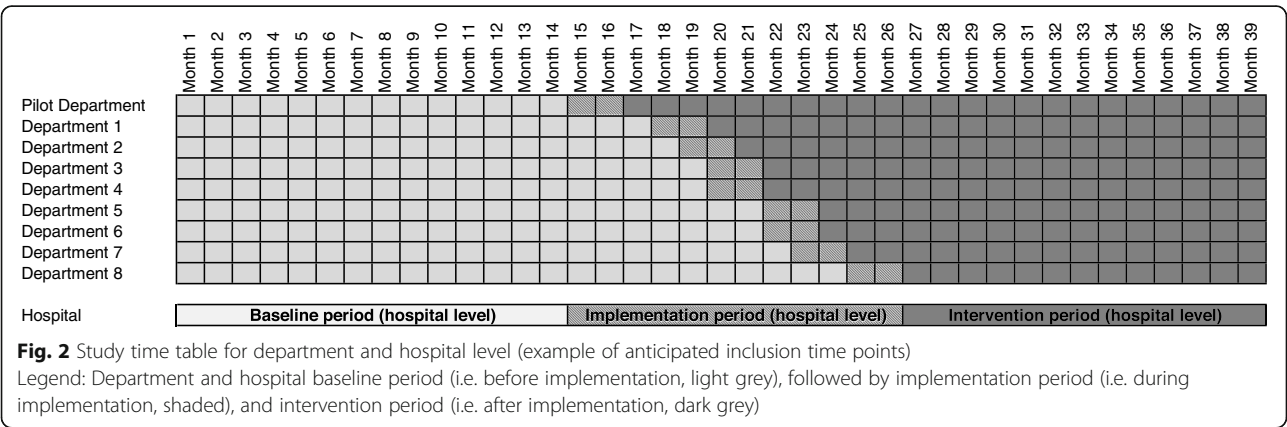 Month 1
Month 2
Month 3
Month 4
Month 5
Month 6
Month 7
Month 8
Month 9
Month 10
Month 11
Month 12
Month 13
Month 14
Month 15
Month 16
Month 17
Month 18
Month 19
Month 20
Month 21
Month 22
Month 23
Month 24
Month 25
Month 26
Month 27
Month 28
Month 29
Month 30
Month 31
Month 32
Month 33
Month 34
Month 35
Month 36
Month 37
Month 38
Month 39
Pilot Department
Department 1
Department 2
Department 3
Department 4
Department 5
Department 6
Department 7
Department 8
Hospital Baseline period (hospital level) Implementation period (hospital level) Intervention period (hospital level)
Fig. 2 Study time table for department and hospital level (example of anticipated inclusion time points)
Legend: Department and hospital baseline period (i.e. before implementation, light grey), followed by implementation period (i.e. during
implementation, shaded), and intervention period (i.e. after implementation, dark grey)